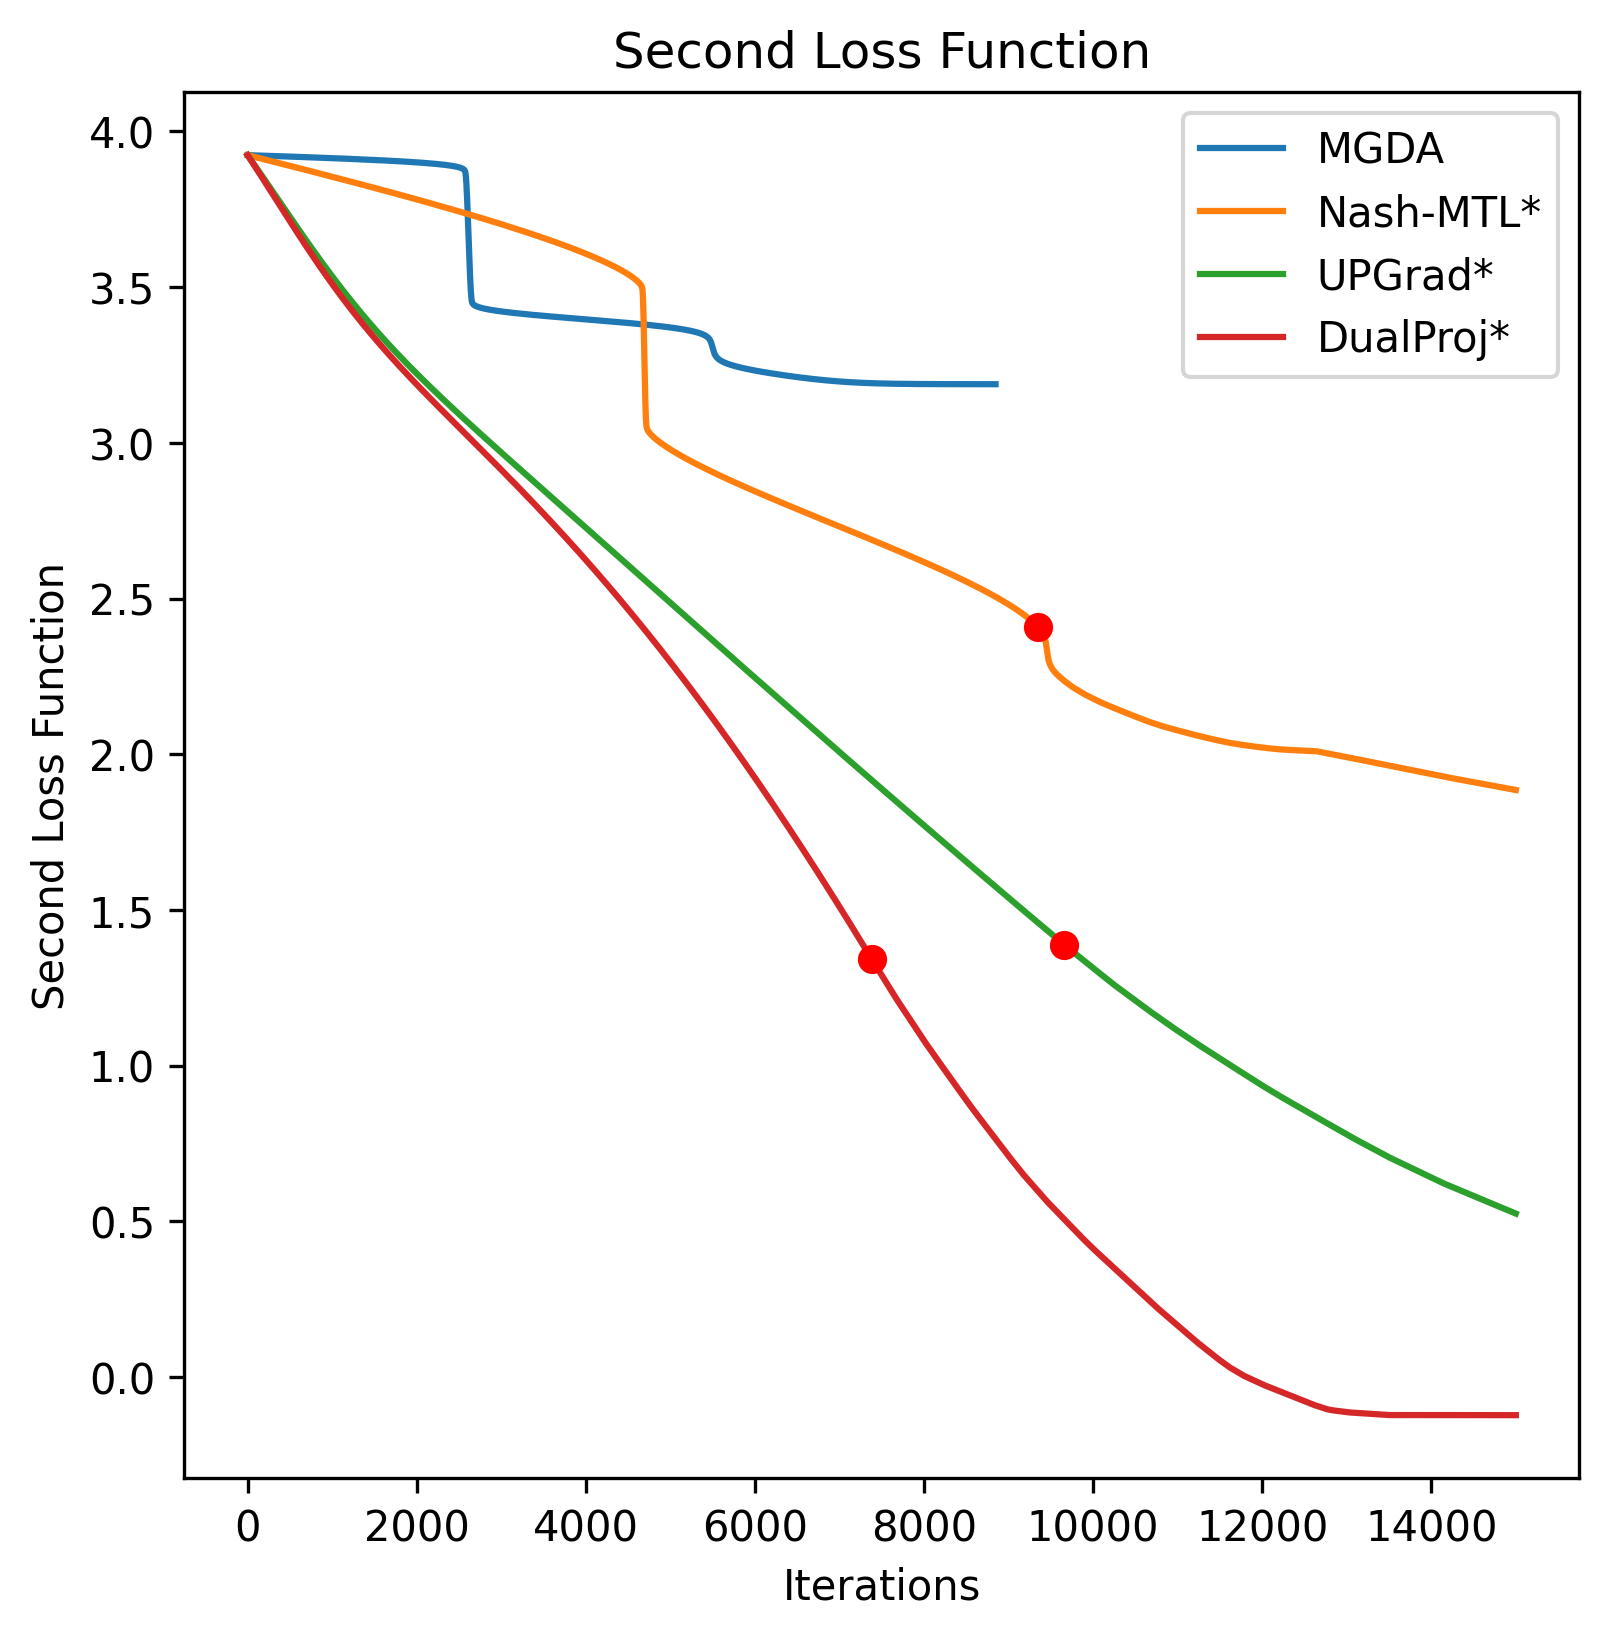 Second Loss Function
4.0
3.5
3.0
2.5
2.0
1.5
1.0
0.5
0.0
Second Loss Function
MGDA
Nash-MTL*
UPGrad*
DualProj*
0 2000 4000 6000 8000 10000 12000 14000
Iterations